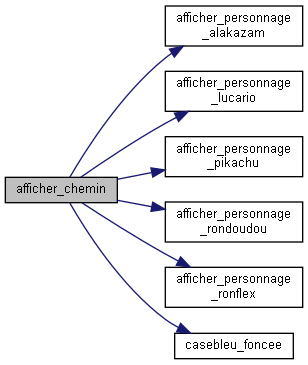 afficher_personnage
_alakazam
afficher_personnage
_lucario
afficher_personnage
_pikachu
afficher_chemin
afficher_personnage
_rondoudou
afficher_personnage
_ronflex
casebleu_foncee